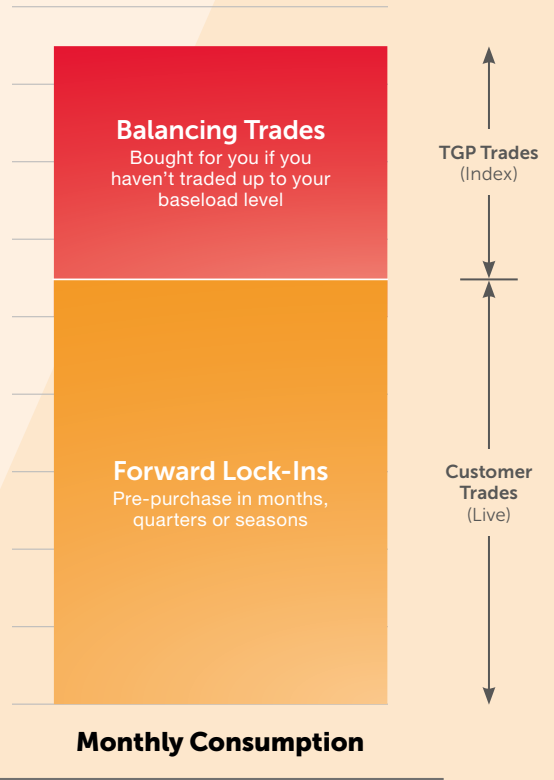 Balancing Trades
Bought for you if you
haven't traded up to your
baseload level
TGP Trades
(Index)
Forward Lock-Ins
Pre-purchase in months,
quarters or seasons
Customer
Trades
(Live)
Monthly Consumption